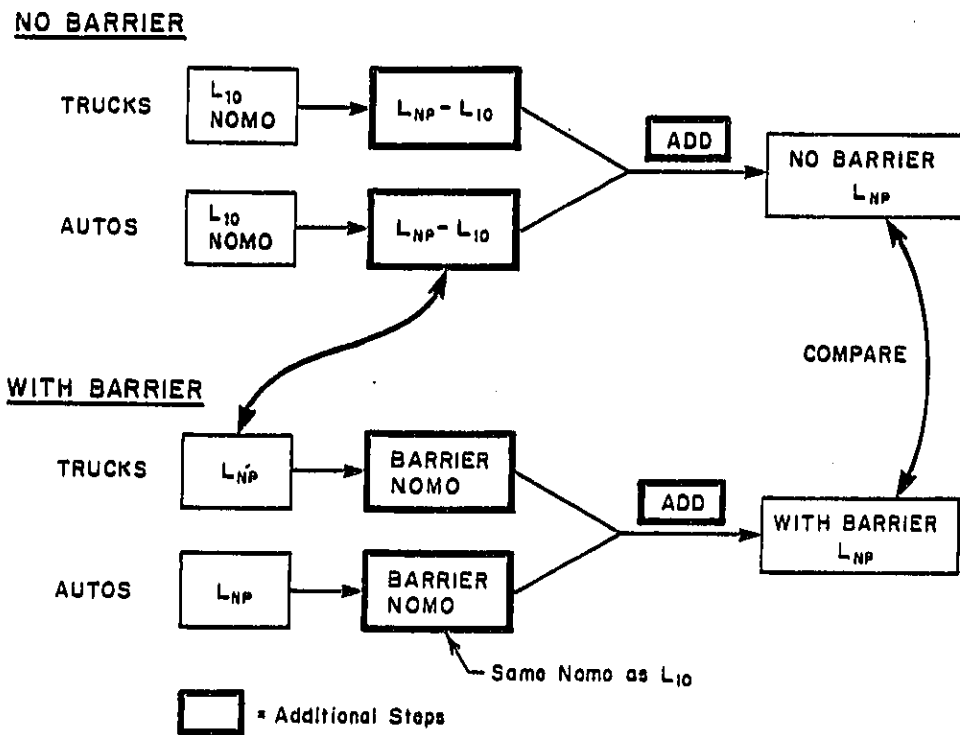 NO BARRIER
TRUCKS
L10
NOMO
LNP - L10
ADD
NO BARRIER
LNP
AUTOS
L10
NOMO
LNP - L10
COMPARE
WITH BARRIER
TRUCKS
LNP
BARRIER
NOMO
ADD
WITH BARRIER
LNP
AUTOS
LNP
BARRIER
NOMO
Same Nomo as L10
= Additional Steps